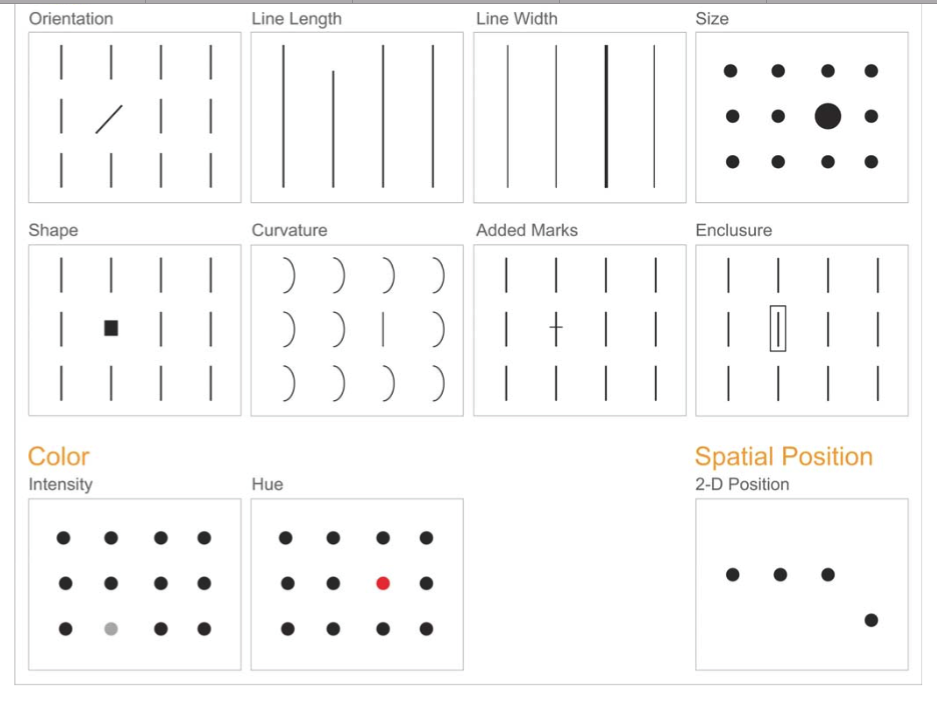 Orientation
Line Length
Line Width
Size
Shape
Curvature
Added Marks
Enclusure
Color
Spatial Position
Intensity
Hue
2-D Position